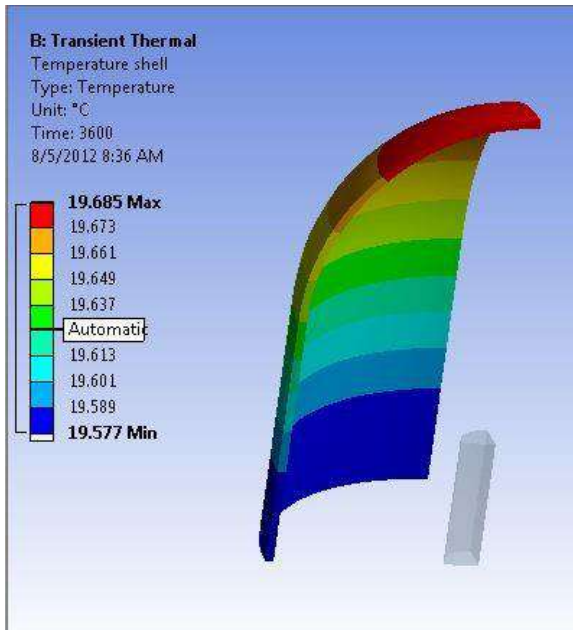 B: Transient Thermal
Temperature shell
Type: Temperature
Unit: °C
Time: 3600
8/5/2012 8:36 AM
19.685 Max
19.673
19.661
19.649
19.637
Automatic
19.613
19.601
19.589
19.577 Min